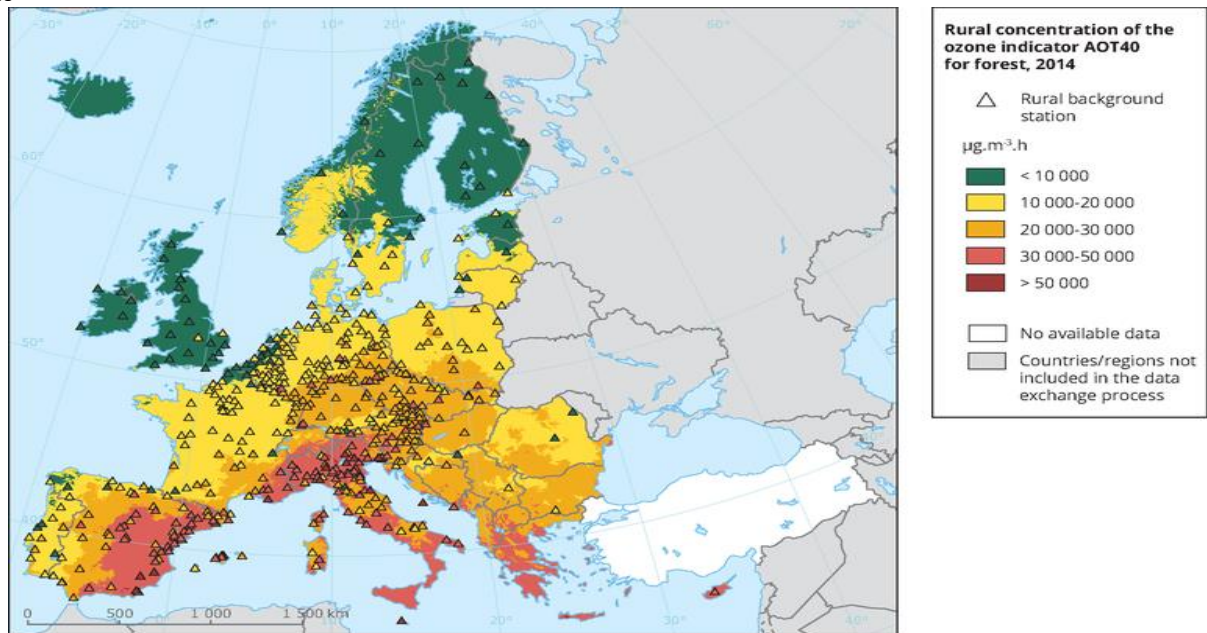 -30° -20° -10° 0° 10° 20° 30° 40° 50° 60° 70°
60°
50°
40°
0 500 1 000 1 500 km
20° 30° 40°
Rural concentration of the
ozone indicator AOT40
for forest, 2014
Rural background
station
µg.m⁻³.h
< 10 000
10 000-20 000
20 000-30 000
30 000-50 000
> 50 000
No available data
Countries/regions not
included in the data
exchange process